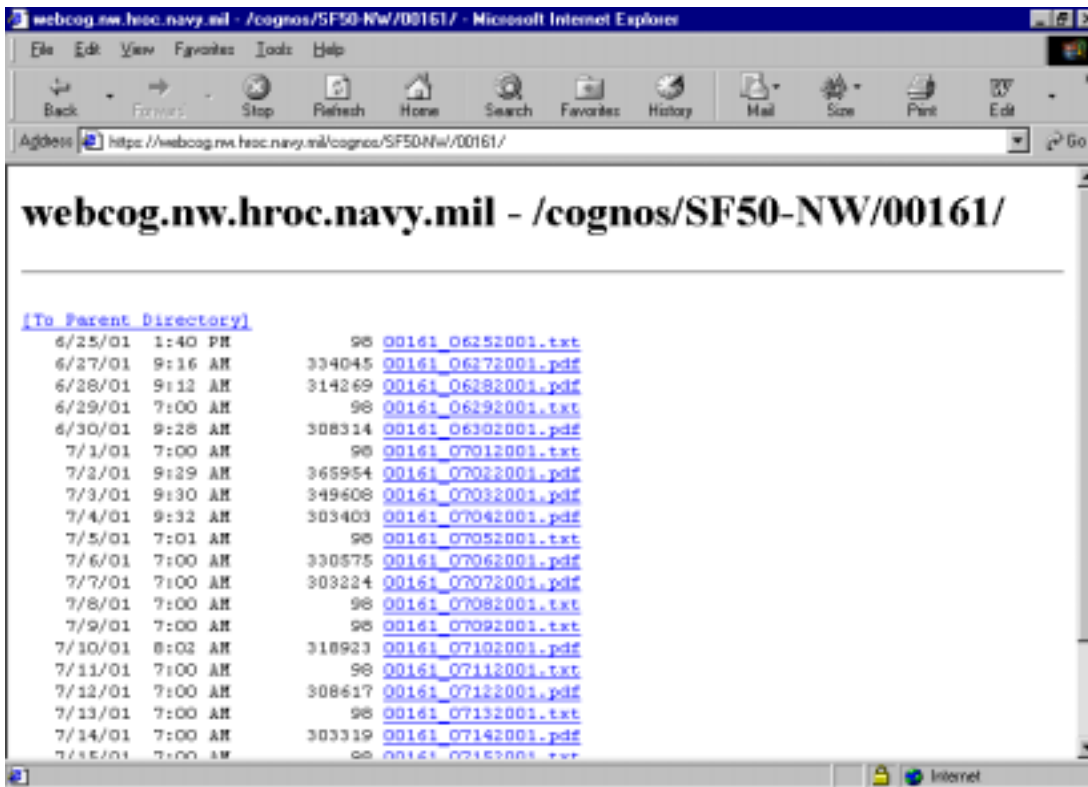 webcog.nw.hroc.navy.mil - /cognos/SF50-NW/00161/ - Microsoft Internet Explorer
File Edit View Favorites Tools Help
Back Forward Stop Refresh Home Search Favorites History Mail Size Print Edit
Address https://webcog.nw.hroc.navy.mil/cognos/SF50-NW/00161/ Go
webcog.nw.hroc.navy.mil - /cognos/SF50-NW/00161/
[To Parent Directory]
6/25/01 1:40 PM 98 00161_06252001.txt
6/27/01 9:16 AM 334045 00161_06272001.pdf
6/28/01 9:12 AM 314269 00161_06282001.pdf
6/29/01 7:00 AM 98 00161_06292001.txt
6/30/01 9:28 AM 308314 00161_06302001.pdf
7/1/01 7:00 AM 98 00161_07012001.txt
7/2/01 9:29 AM 365954 00161_07022001.pdf
7/3/01 9:30 AM 349608 00161_07032001.pdf
7/4/01 9:32 AM 303403 00161_07042001.pdf
7/5/01 7:01 AM 98 00161_07052001.txt
7/6/01 7:00 AM 330575 00161_07062001.pdf
7/7/01 7:00 AM 303224 00161_07072001.pdf
7/8/01 7:00 AM 98 00161_07082001.txt
7/9/01 7:00 AM 98 00161_07092001.txt
7/10/01 8:02 AM 318923 00161_07102001.pdf
7/11/01 7:00 AM 98 00161_07112001.txt
7/12/01 7:00 AM 308617 00161_07122001.pdf
7/13/01 7:00 AM 98 00161_07132001.txt
7/14/01 7:00 AM 303319 00161_07142001.pdf
7/15/01 7:00 AM 98 00161_07152001.txt
Internet